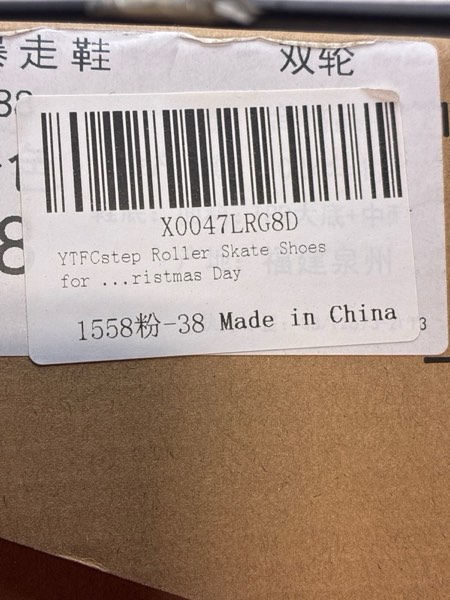 走鞋 双轮
X0047LRG8D
YTFCstep Roller Skate Shoes
for ...ristmas Day
福建泉州
1558粉-38 Made in China